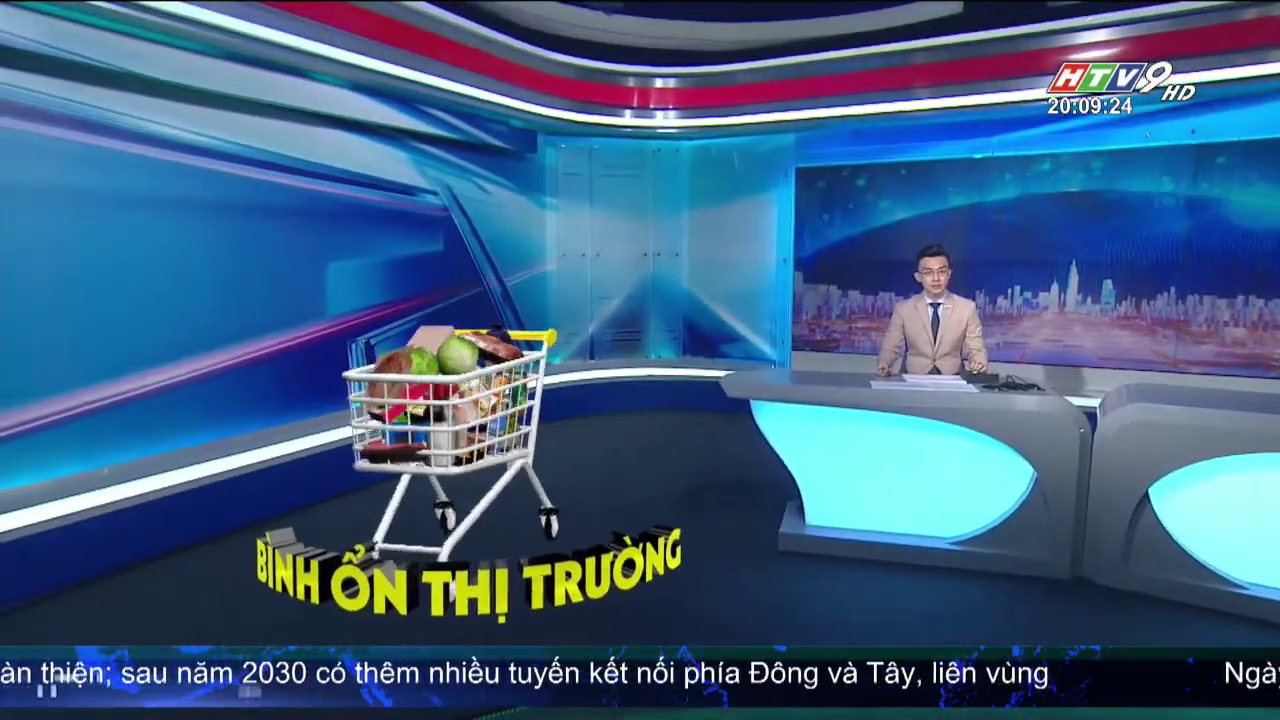 HTV9 HD
20:09:24
BÌNH ỔN THỊ TRƯỜNG
àn thiện; sau năm 2030 có thêm nhiều tuyến kết nối phía Đông và Tây, liên vùng
Ngà